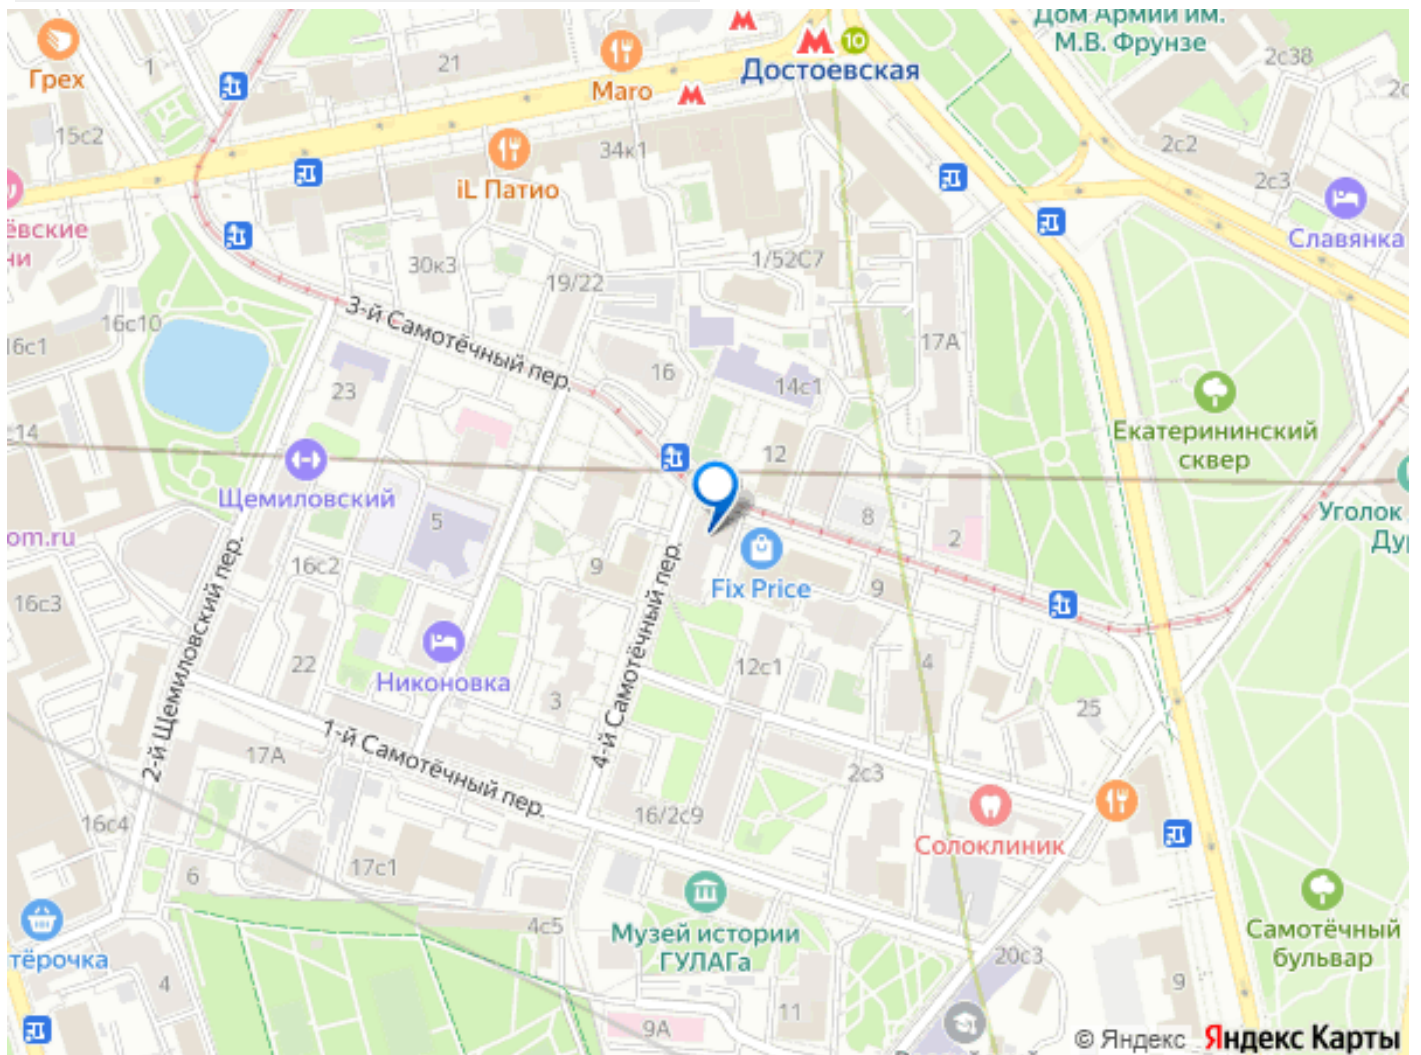 Дом Армии им.
М.В. Фрунзе
Грех
1
21
Maro
10
Достоевская
2с38
15с2
34к1
2с2
2с3
iL Патио
Славянка
ёвские
ни
30к3
19/22
1/52С7
16с10
16с1
3-й Самотёчный пер.
17А
23
16
14с1
Екатерининский
сквер
с14
12
Щемиловский
5
8
2
Уголок
Ду
om.ru
16с2
9
Fix Price
9
16с3
2-й Щемиловский пер.
4-й Самотёчный пер.
22
Никоновка
3
12с1
4
25
17А
1-й Самотёчный пер.
2с3
16с4
16/2с9
Солоклиник
17с1
6
4с5
Музей истории
ГУЛАГа
Самотёчный
бульвар
тёрочка
20с3
4
11
9
9А
© Яндекс Яндекс Карты